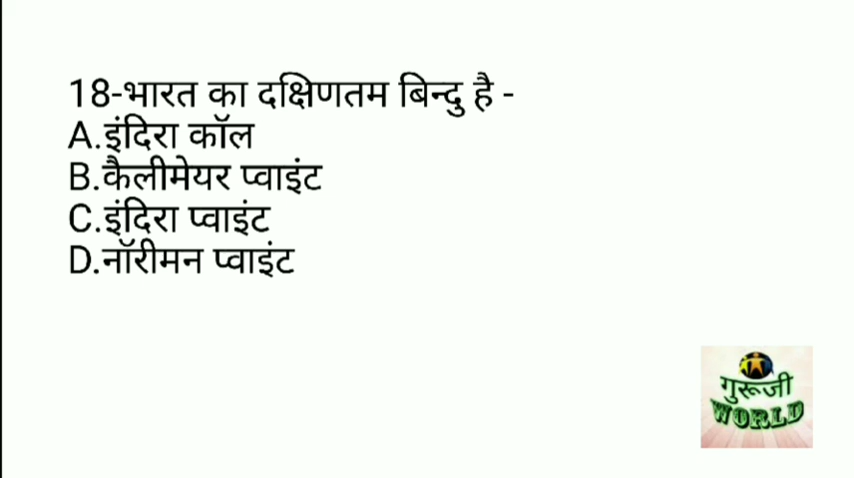 18-भारत का दक्षिणतम बिन्दु है -
A.इंदिरा कॉल
B.कैलीमेयर प्वाइंट
C.इंदिरा प्वाइंट
D.नॉरीमन प्वाइंट
गुरूजी
WORLD